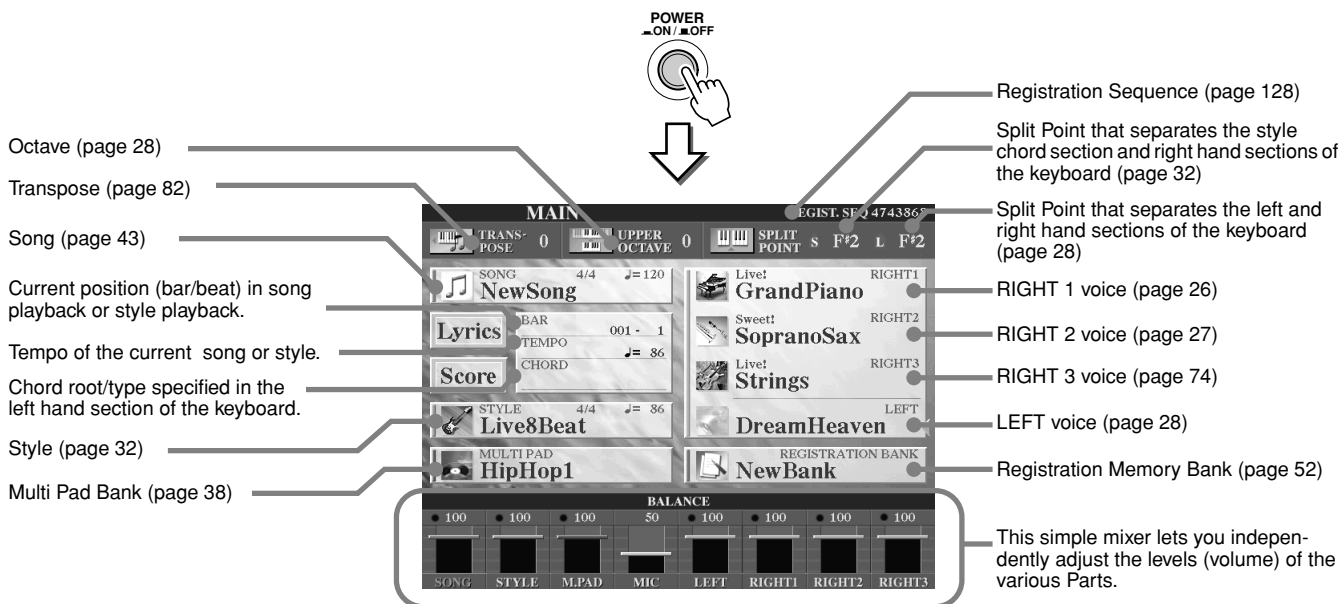 POWER
ON / OFF
Octave (page 28)
Transpose (page 82)
Song (page 43)
Current position (bar/beat) in song
playback or style playback.
Tempo of the current song or style.
Chord root/type specified in the
left hand section of the keyboard.
Style (page 32)
Multi Pad Bank (page 38)
MAIN
REGIST. SEQ 4743868
TRANS-
POSE 0
UPPER
OCTAVE 0
SPLIT
POINT S F#2 L F#2
SONG 4/4 ♩=120
NewSong
Lyrics
BAR
001 - 1
TEMPO
♩= 86
Score
CHORD
STYLE 4/4 ♩= 86
Live8Beat
MULTI PAD
HipHop1
Live! RIGHT1
GrandPiano
Sweet! RIGHT2
SopranoSax
Live! RIGHT3
Strings
LEFT
DreamHeaven
REGISTRATION BANK
NewBank
BALANCE
100 100 100 50 100 100 100 100
SONG STYLE M.PAD MIC LEFT RIGHT1 RIGHT2 RIGHT3
Registration Sequence (page 128)
Split Point that separates the style
chord section and right hand sections of
the keyboard (page 32)
Split Point that separates the left and
right hand sections of the keyboard
(page 28)
RIGHT 1 voice (page 26)
RIGHT 2 voice (page 27)
RIGHT 3 voice (page 74)
LEFT voice (page 28)
Registration Memory Bank (page 52)
This simple mixer lets you indepen-
dently adjust the levels (volume) of the
various Parts.